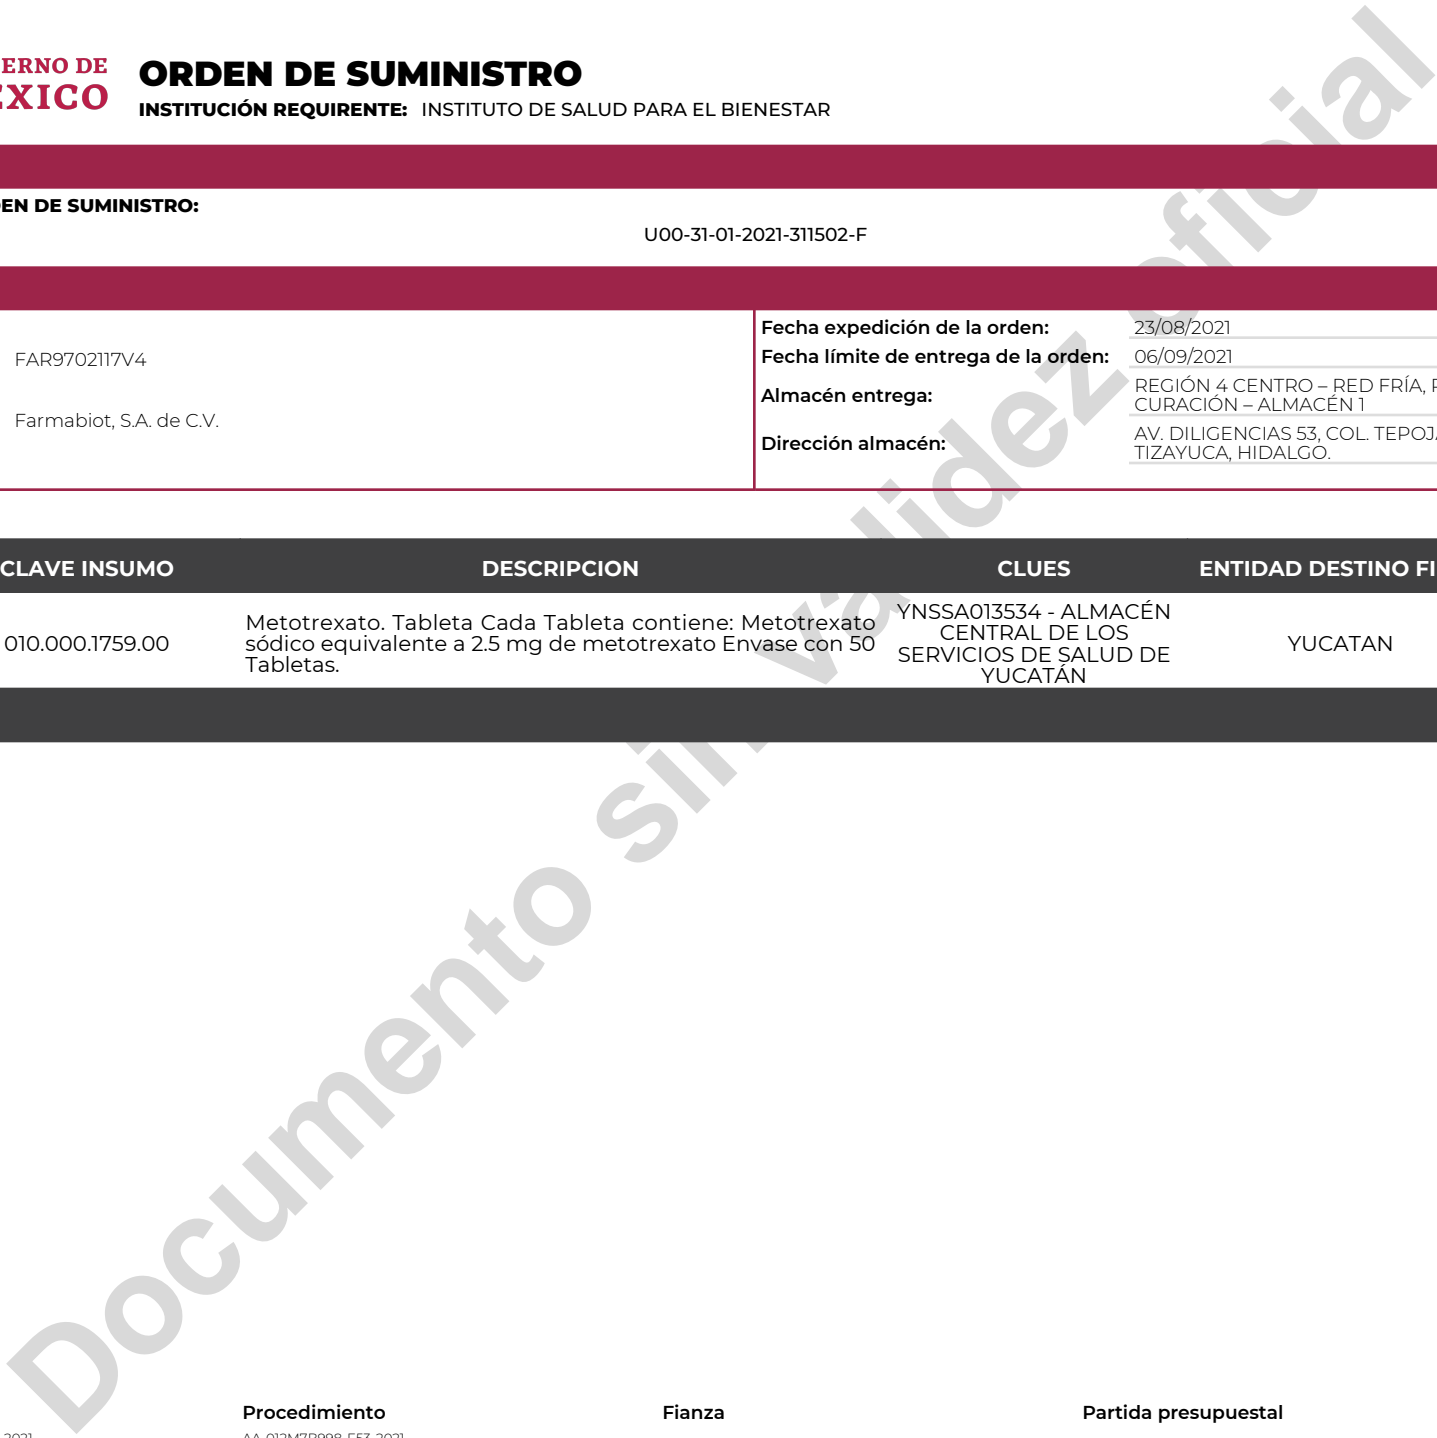 ERNO DE
ÉXICO
ORDEN DE SUMINISTRO
INSTITUCIÓN REQUIRENTE: INSTITUTO DE SALUD PARA EL BIENESTAR
EN DE SUMINISTRO:
U00-31-01-2021-311502-F
FAR9702117V4
Farmabiot, S.A. de C.V.
Fecha expedición de la orden: 23/08/2021
Fecha límite de entrega de la orden: 06/09/2021
Almacén entrega: REGIÓN 4 CENTRO – RED FRÍA,
CURACIÓN – ALMACÉN 1
Dirección almacén: AV. DILIGENCIAS 53, COL. TEPOJ
TIZAYUCA, HIDALGO.
CLAVE INSUMO DESCRIPCION CLUES ENTIDAD DESTINO FI
010.000.1759.00
Metotrexato. Tableta Cada Tableta contiene: Metotrexato
sódico equivalente a 2.5 mg de metotrexato Envase con 50
Tabletas.
YNSSA013534 - ALMACÉN
CENTRAL DE LOS
SERVICIOS DE SALUD DE
YUCATÁN
YUCATAN
Documento sin validez oficial
Procedimiento Fianza Partida presupuestal